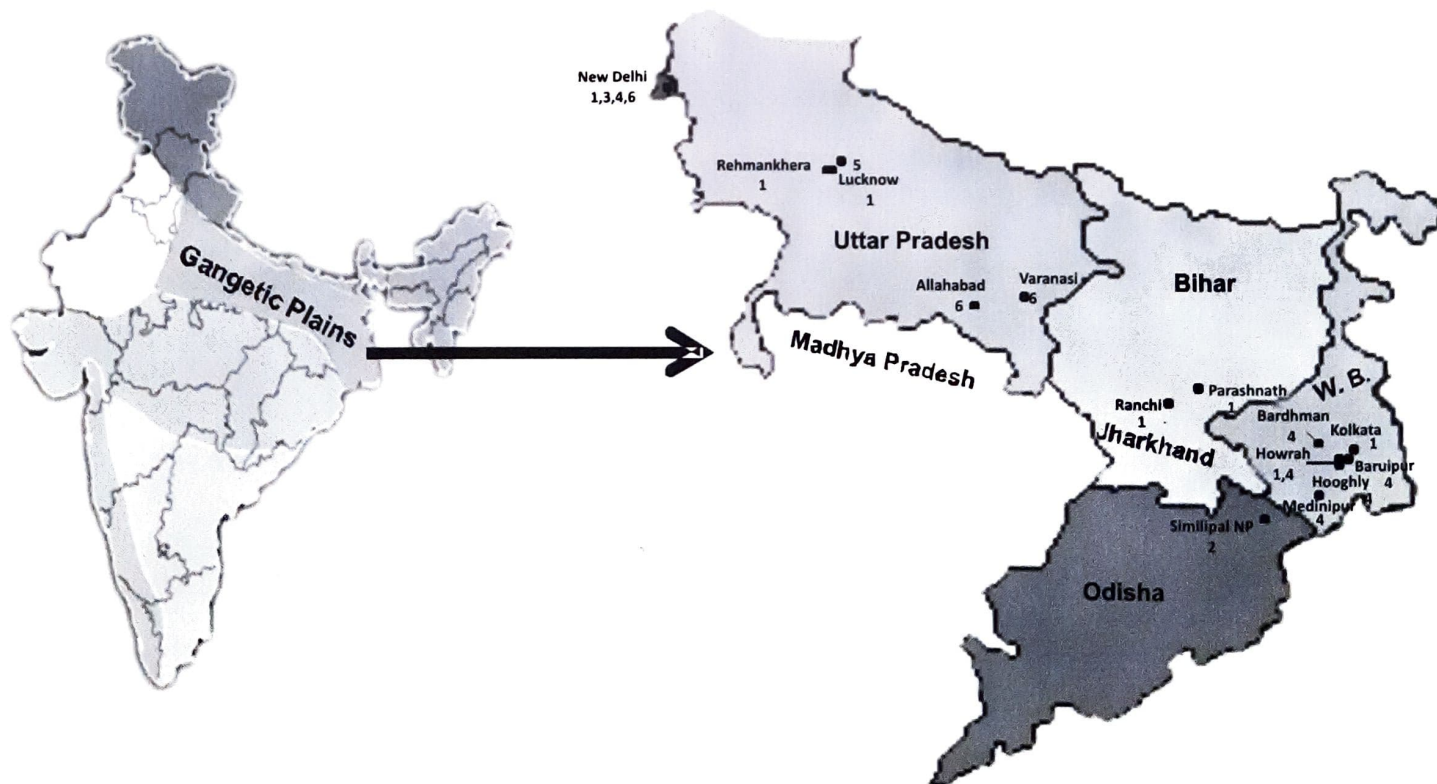 Gangetic Plains
New Delhi
1,3,4,6
Rehmankhera
1
5
Lucknow
1
Uttar Pradesh
Allahabad
6
Varanasi
6
Madhya Pradesh
Bihar
Parashnath
1
Ranchi
1
Jharkhand
W. B.
Bardhman
4
Kolkata
1
Howrah
1,4
Baruipur
4
Hooghly
4
Medinipur
4
Similipal NP
2
Odisha